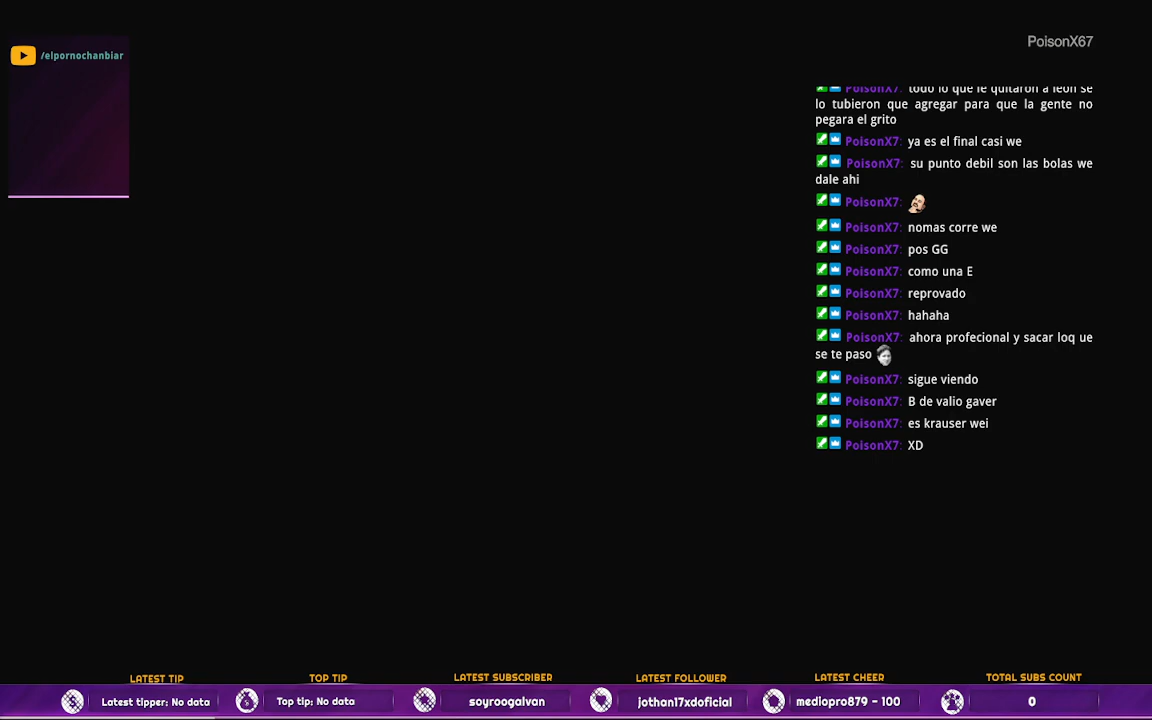 /elpornochanbiar
PoisonX67
PoisonX7: todo lo que le quitaron a leon se
lo tubieron que agregar para que la gente no
pegara el grito
PoisonX7: ya es el final casi we
PoisonX7: su punto debil son las bolas we
dale ahi
PoisonX7:
PoisonX7: nomas corre we
PoisonX7: pos GG
PoisonX7: como una E
PoisonX7: reprovado
PoisonX7: hahaha
PoisonX7: ahora profecional y sacar loq ue
se te paso
PoisonX7: sigue viendo
PoisonX7: B de valio gaver
PoisonX7: es krauser wei
PoisonX7: XD
LATEST TIP
Latest tipper: No data
TOP TIP
Top tip: No data
LATEST SUBSCRIBER
soyroogalvan
LATEST FOLLOWER
jothan17xdoficial
LATEST CHEER
mediopro879 - 100
TOTAL SUBS COUNT
0